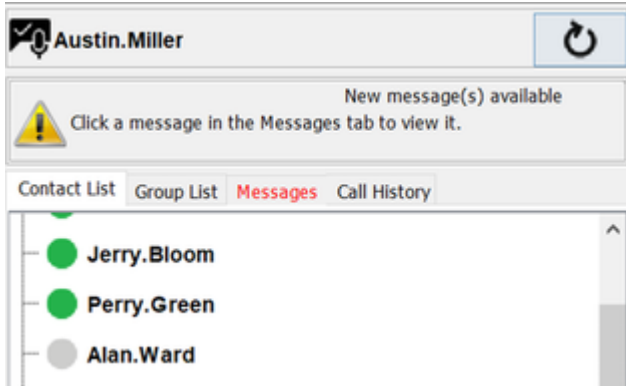 Austin.Miller
New message(s) available
Click a message in the Messages tab to view it.
Contact List Group List Messages Call History
Jerry.Bloom
Perry.Green
Alan.Ward